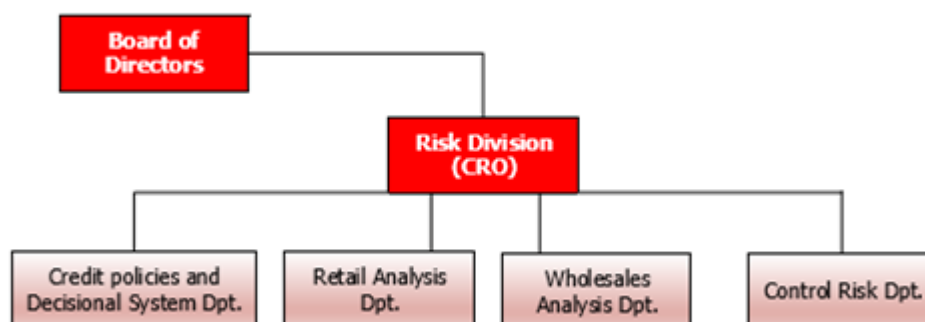 Board of
Directors
Risk Division
(CRO)
Credit policies and
Decisional System Dpt.
Retail Analysis
Dpt.
Wholesales
Analysis Dpt.
Control Risk Dpt.